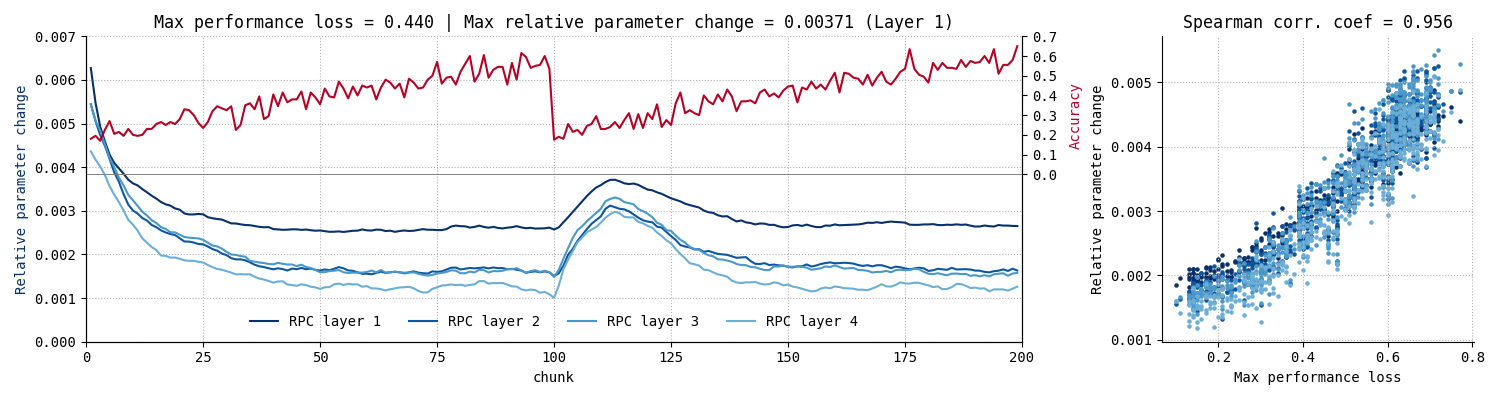 Max performance loss = 0.440 | Max relative parameter change = 0.00371 (Layer 1)
Relative parameter change
0.007
0.006
0.005
0.004
0.003
0.002
0.001
0.000
0.7
0.6
0.5
0.4
0.3
0.2
0.1
0.0
Accuracy
RPC layer 1 RPC layer 2 RPC layer 3 RPC layer 4
0 25 50 75 100 125 150 175 200
chunk
Spearman corr. coef = 0.956
Relative parameter change
0.005
0.004
0.003
0.002
0.001
0.2 0.4 0.6 0.8
Max performance loss